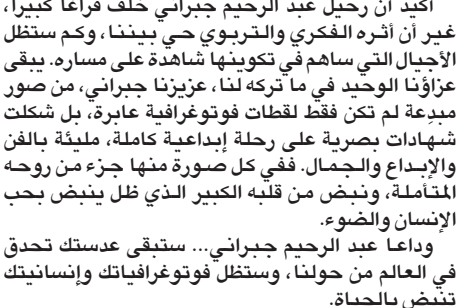 أكيد أن رحيل عبد الرحيم جبراني خلف فراغا كبيرا،
غير أن أثره الفكري والتربوي حي بيننا، وكم ستظل
الأجيال التي ساهم في تكوينها شاهدة على مساره. يبقى
عزاؤنا الوحيد في ما تركه لنا، عزيزنا جبراني، من صور
مبدِعة لم تكن فقط لقطات فوتوغرافية عابرة، بل شكلت
شهادات بصرية على رحلة إبداعية كاملة، مليئة بالفن
والإبداع والجمال. ففي كل صورة منها جزء من روحه
المتأملة، ونبض من قلبه الكبير الذي ظل ينبض بحب
الإنسان والضوء.
وداعا عبد الرحيم جبراني... ستبقى عدستك تحدق
في العالم من حولنا، وستظل فوتوغرافياتك وإنسانيتك
تنبض بالحياة.